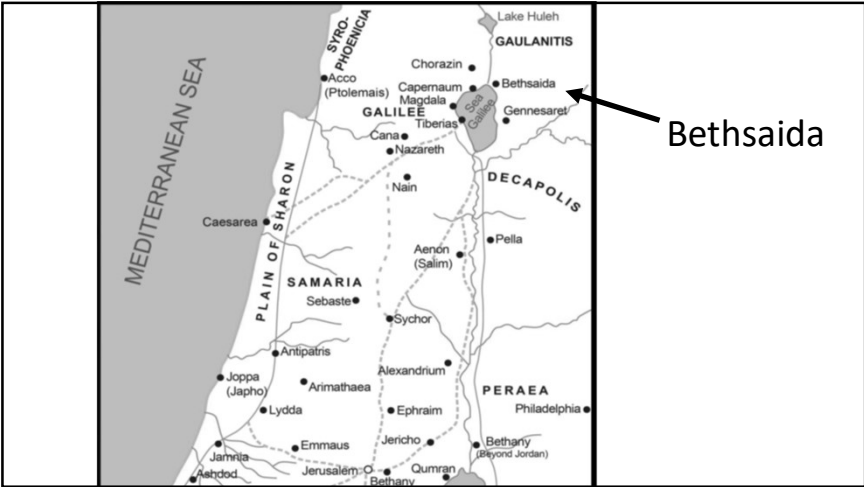 Lake Huleh
SYRO-
PHOENICIA
GAULANITIS
Chorazin
Acco
(Ptolemais)
Capernaum
Bethsaida
Magdala
Sea
Galilee
GALILEE
Tiberias
Gennesaret
Bethsaida
Cana
Nazareth
MEDITERRANEAN SEA
Nain
DECAPOLIS
PLAIN OF SHARON
Caesarea
Pella
Aenon
(Salim)
SAMARIA
Sebaste
Sychor
Antipatris
Alexandrium
Joppa
(Japho)
Arimathaea
PERAEA
Lydda
Ephraim
Philadelphia
Emmaus
Jericho
Bethany
(Beyond Jordan)
Jamnia
Jerusalem
Qumran
Ashdod
Bethany